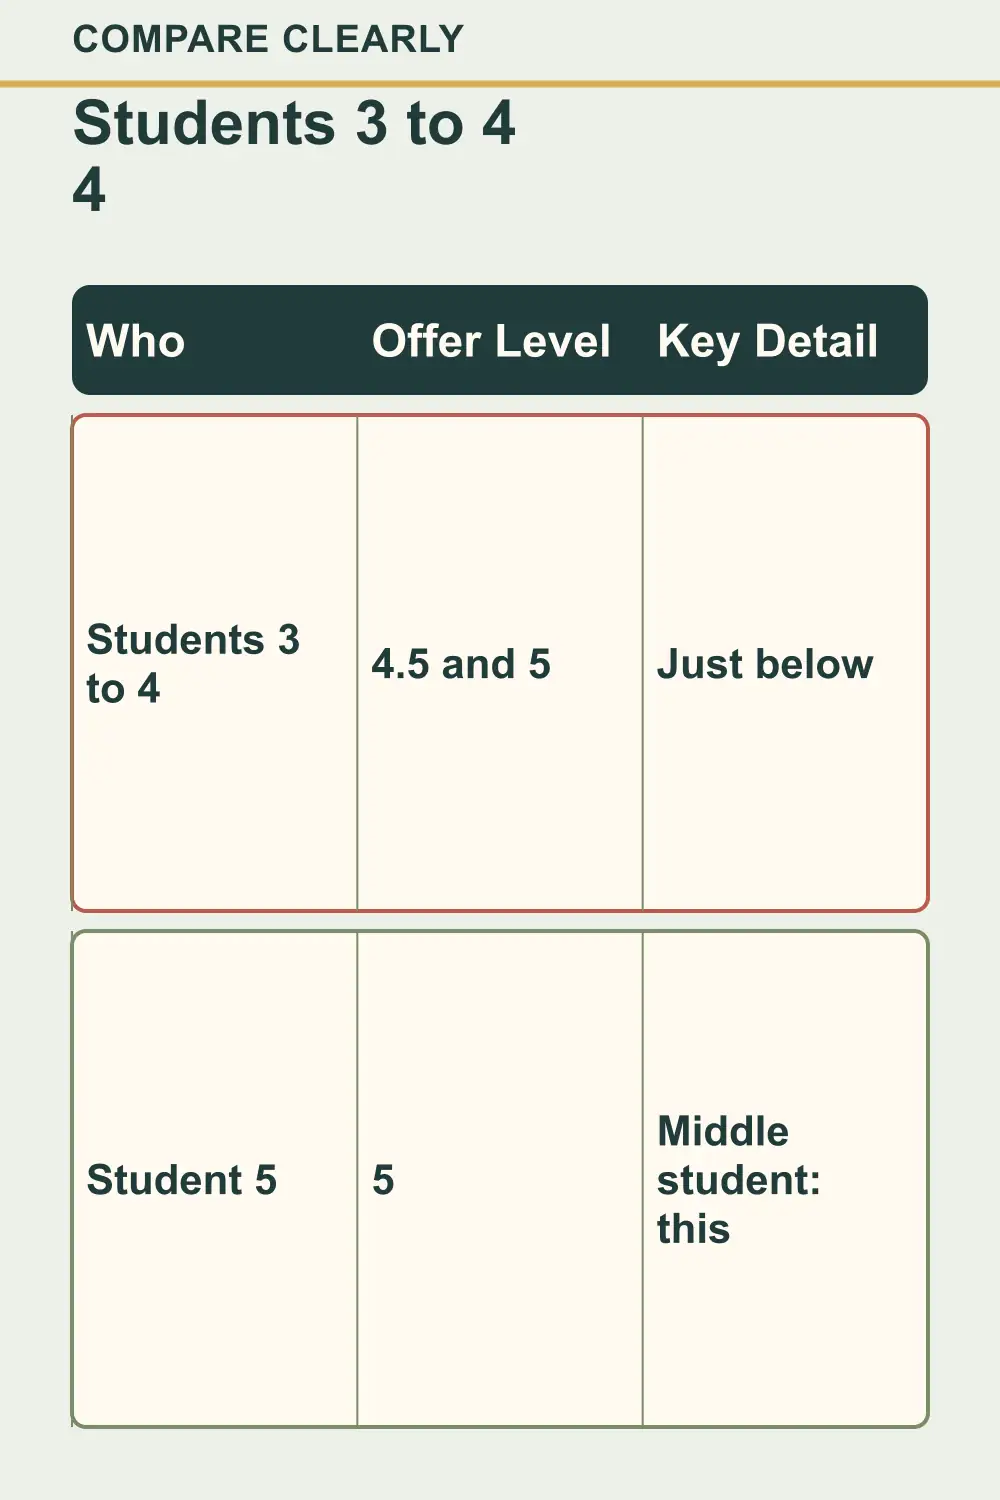 COMPARE CLEARLY
Students 3 to 4
4
Who Offer Level Key Detail
Students 3
to 4
4.5 and 5
Just below
Student 5
5
Middle
student:
this